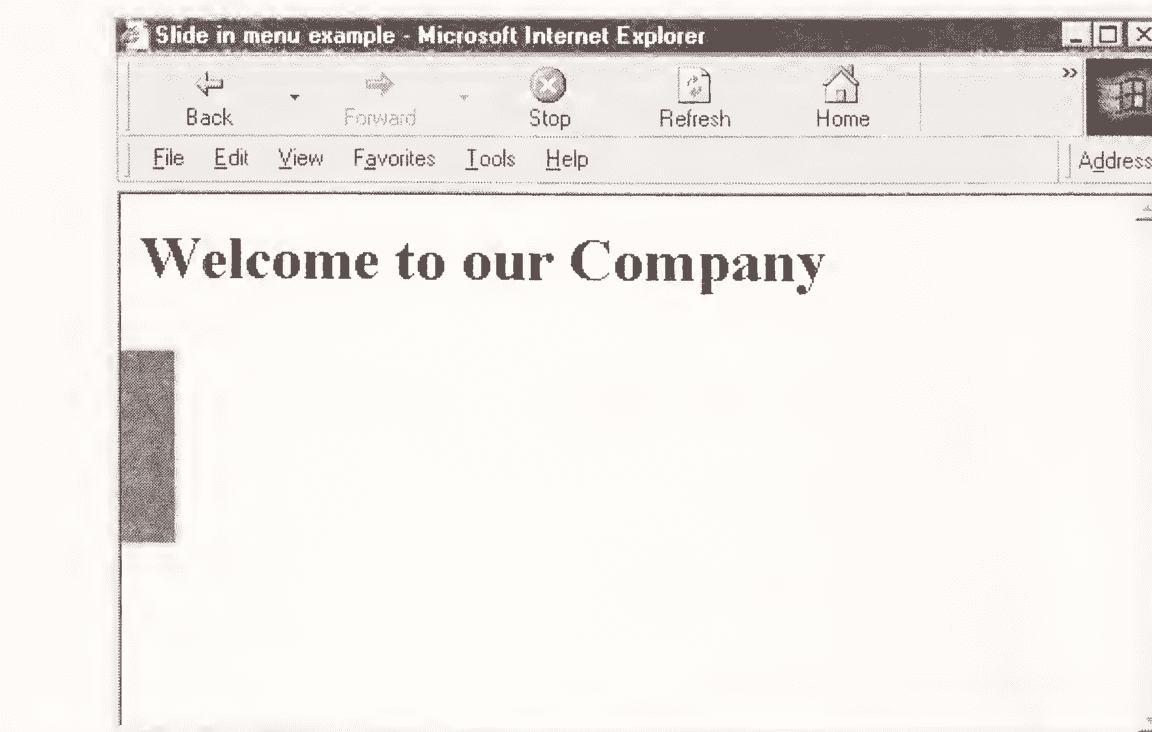 Slide in menu example - Microsoft Internet Explorer
Back Forward Stop Refresh Home »
File Edit View Favorites Tools Help Address
Welcome to our Company